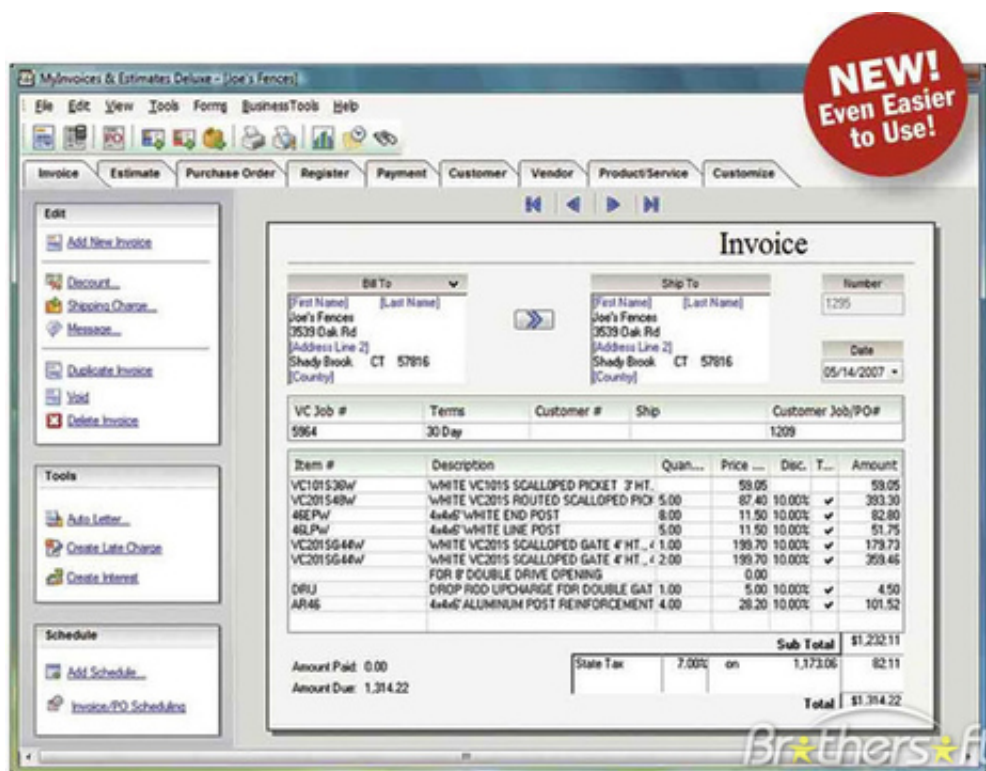 NEW!
Even Easier
to Use!
MyInvoices & Estimates Deluxe - [Joe's Fences]
File Edit View Tools Forms BusinessTools Help
PO
Invoice Estimate Purchase Order Register Payment Customer Vendor Product/Service Customize
Edit
Add New Invoice
Discount...
Shipping Charge...
Message...
Duplicate Invoice
Void
Delete Invoice
Tools
Auto Letter...
Create Late Charge
Create Interest
Schedule
Add Schedule...
Invoice/PO Scheduling
Invoice
Bill To Ship To Number
[First Name] [Last Name] [First Name] [Last Name] 1295
Joe's Fences Joe's Fences
3539 Oak Rd 3539 Oak Rd
[Address Line 2] [Address Line 2] Date
Shady Brook CT 57816 Shady Brook CT 57816 05/14/2007
[Country] [Country]
VC Job # Terms Customer # Ship Customer Job/PO#
5964 30 Day 1209
Item # Description Quan... Price ... Disc. T... Amount
VC101S36W WHITE VC101S SCALLOPED PICKET 3' HT. 59.05 59.05
VC201S48W WHITE VC201S ROUTED SCALLOPED PICK 5.00 87.40 10.00% 393.30
46EPW 4x4x6' WHITE END POST 8.00 11.50 10.00% 82.80
46LPW 4x4x6' WHITE LINE POST 5.00 11.50 10.00% 51.75
VC201SG44W WHITE VC201S SCALLOPED GATE 4' HT., 4 1.00 199.70 10.00% 179.73
VC201SG44W WHITE VC201S SCALLOPED GATE 4' HT., 4 2.00 199.70 10.00% 359.46
FOR 8' DOUBLE DRIVE OPENING 0.00
DRU DROP ROD UPCHARGE FOR DOUBLE GAT 1.00 5.00 10.00% 4.50
AR46 4x4x6' ALUMINUM POST REINFORCEMENT 4.00 28.20 10.00% 101.52
Sub Total $1,232.11
Amount Paid: 0.00 State Tax 7.00% on 1,173.06 82.11
Amount Due: 1,314.22
Total $1,314.22
Brothersoft